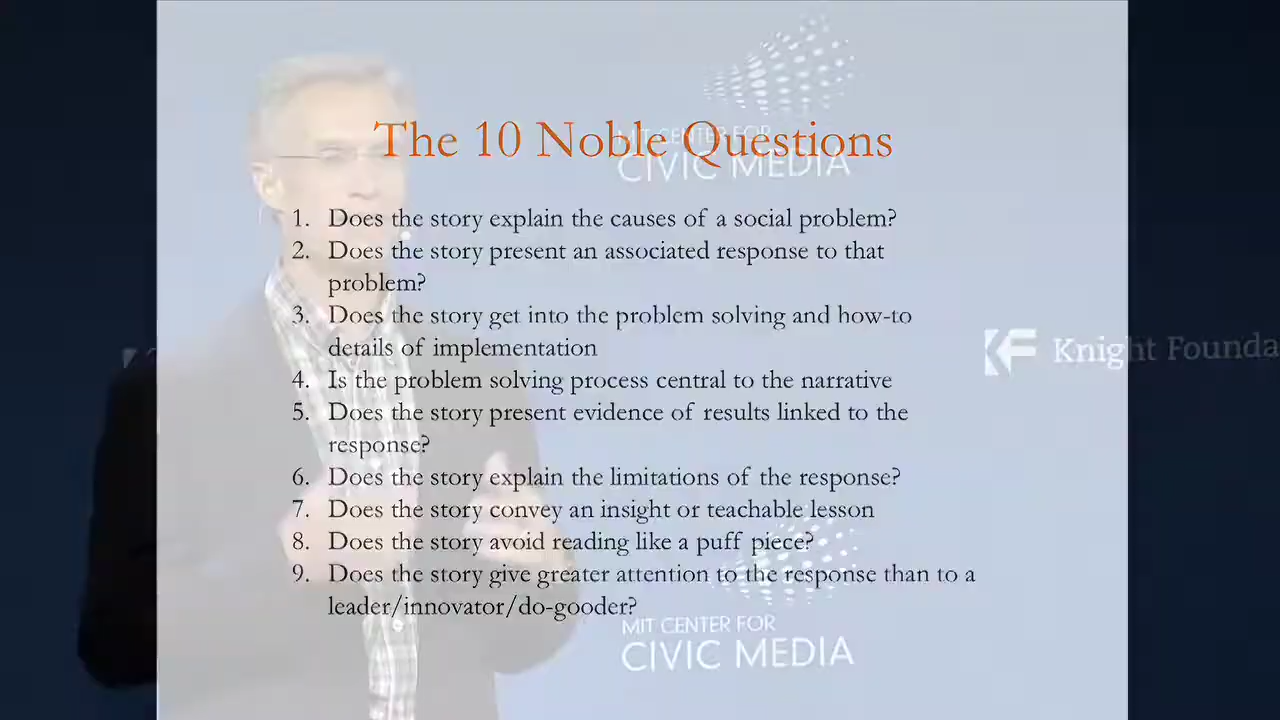 MIT CENTER FOR
CIVIC MEDIA
The 10 Noble Questions
1. Does the story explain the causes of a social problem?
2. Does the story present an associated response to that
problem?
3. Does the story get into the problem solving and how-to
details of implementation
4. Is the problem solving process central to the narrative
5. Does the story present evidence of results linked to the
response?
6. Does the story explain the limitations of the response?
7. Does the story convey an insight or teachable lesson
8. Does the story avoid reading like a puff piece?
9. Does the story give greater attention to the response than to a
leader/innovator/do-gooder?
Knight Founda
MIT CENTER FOR
CIVIC MEDIA